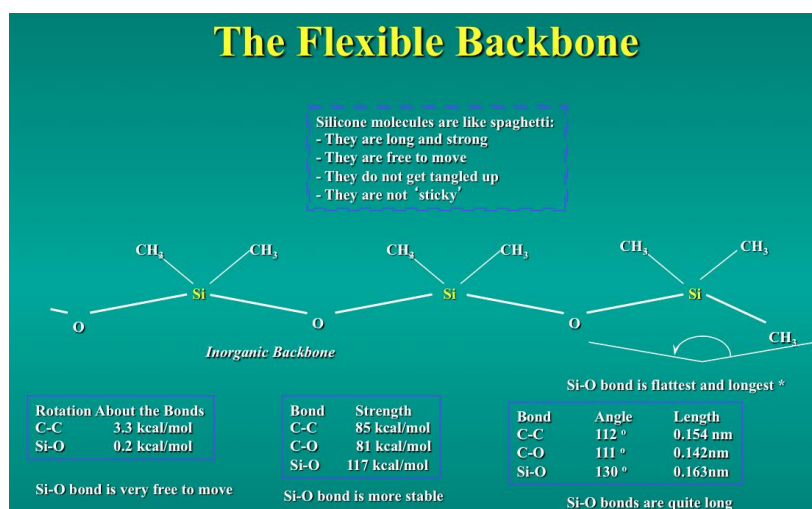 The Flexible Backbone
Silicone molecules are like spaghetti:
- They are long and strong
- They are free to move
- They do not get tangled up
- They are not ‘sticky’
CH3 CH3 CH3 CH3 CH3 CH3
Si Si Si
O O O CH3
Inorganic Backbone
Si-O bond is flattest and longest *
Rotation About the Bonds
C-C 3.3 kcal/mol
Si-O 0.2 kcal/mol
Si-O bond is very free to move
Bond Strength
C-C 85 kcal/mol
C-O 81 kcal/mol
Si-O 117 kcal/mol
Si-O bond is more stable
Bond Angle Length
C-C 112 o 0.154 nm
C-O 111 o 0.142nm
Si-O 130 o 0.163nm
Si-O bonds are quite long